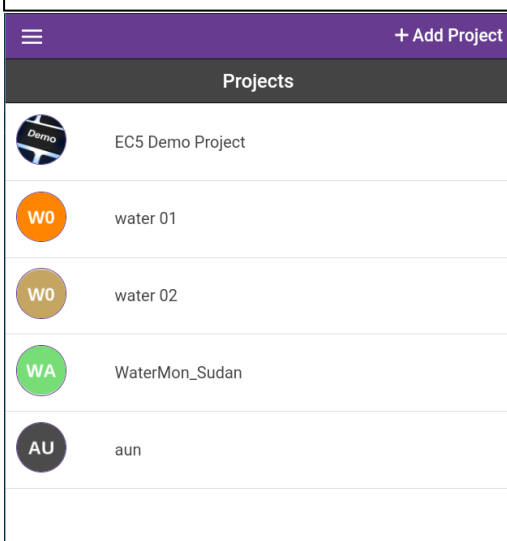 + Add Project
Projects
Demo
EC5 Demo Project
W0
water 01
W0
water 02
WA
WaterMon_Sudan
AU
aun